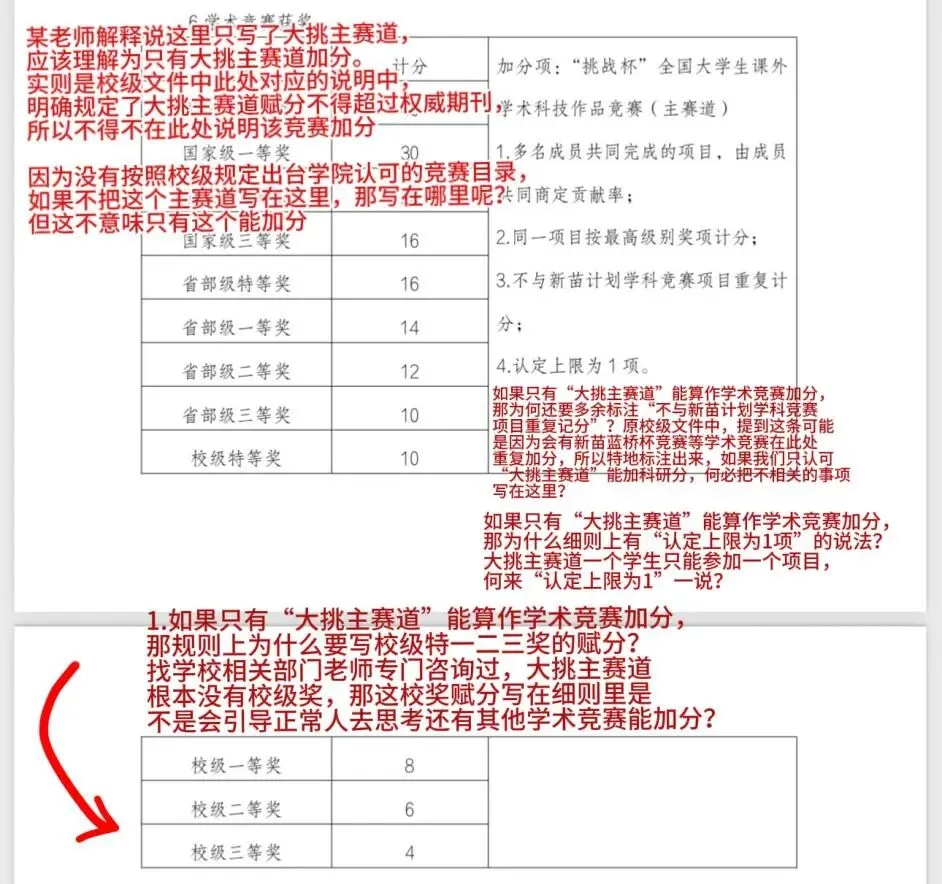 6.学术竞赛获奖
某老师解释说这里只写了大挑主赛道，
应该理解为只有大挑主赛道加分。
实则是校级文件中此处对应的说明中，
明确规定了大挑主赛道赋分不得超过权威期刊，
所以不得不在此处说明该竞赛加分
因为没有按照校级规定出台学院认可的竞赛目录，
如果不把这个主赛道写在这里，那写在哪里呢？
但这不意味只有这个能加分
计分
国家级一等奖 30
国家级三等奖 16
省部级特等奖 16
省部级一等奖 14
省部级二等奖 12
省部级三等奖 10
校级特等奖 10
加分项：“挑战杯”全国大学生课外
学术科技作品竞赛（主赛道）
1.多名成员共同完成的项目，由成员
共同商定贡献率；
2.同一项目按最高级别奖项计分；
3.不与新苗计划学科竞赛项目重复计
分；
4.认定上限为1项。
如果只有“大挑主赛道”能算作学术竞赛加分，
那为何还要多余标注“不与新苗计划学科竞赛
项目重复记分”？原校级文件中，提到这条可能
是因为会有新苗蓝桥杯竞赛等学术竞赛在此处
重复加分，所以特地标注出来，如果我们只认可
“大挑主赛道”能加科研分，何必把不相关的事项
写在这里？
如果只有“大挑主赛道”能算作学术竞赛加分，
那为什么细则上有“认定上限为1项”的说法？
大挑主赛道一个学生只能参加一个项目，
何来“认定上限为1”一说？
1.如果只有“大挑主赛道”能算作学术竞赛加分，
那规则上为什么要写校级特一二三奖的赋分？
找学校相关部门老师专门咨询过，大挑主赛道
根本没有校级奖，那这校奖赋分写在细则里是
不是会引导正常人去思考还有其他学术竞赛能加分？
校级一等奖 8
校级二等奖 6
校级三等奖 4